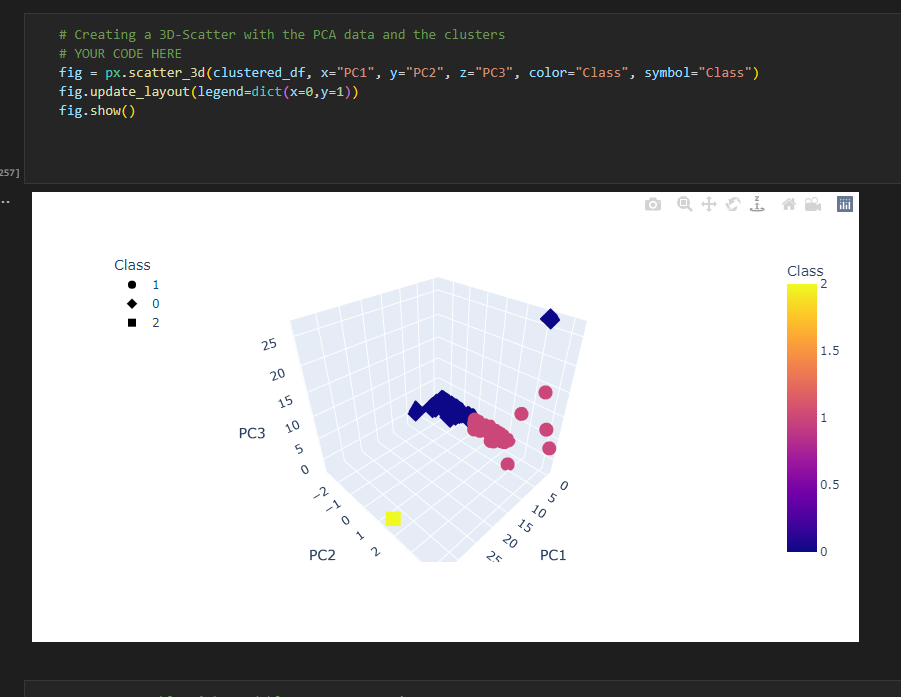 # Creating a 3D-Scatter with the PCA data and the clusters
# YOUR CODE HERE
fig = px.scatter_3d(clustered_df, x="PC1", y="PC2", z="PC3", color="Class", symbol="Class")
fig.update_layout(legend=dict(x=0,y=1))
fig.show()
257]
Class
1
0
2
Class
2
1.5
1
0.5
0
25
20
15
10
5
0
PC3
−2
−1
0
1
2
PC2
0
5
10
15
20
25
PC1